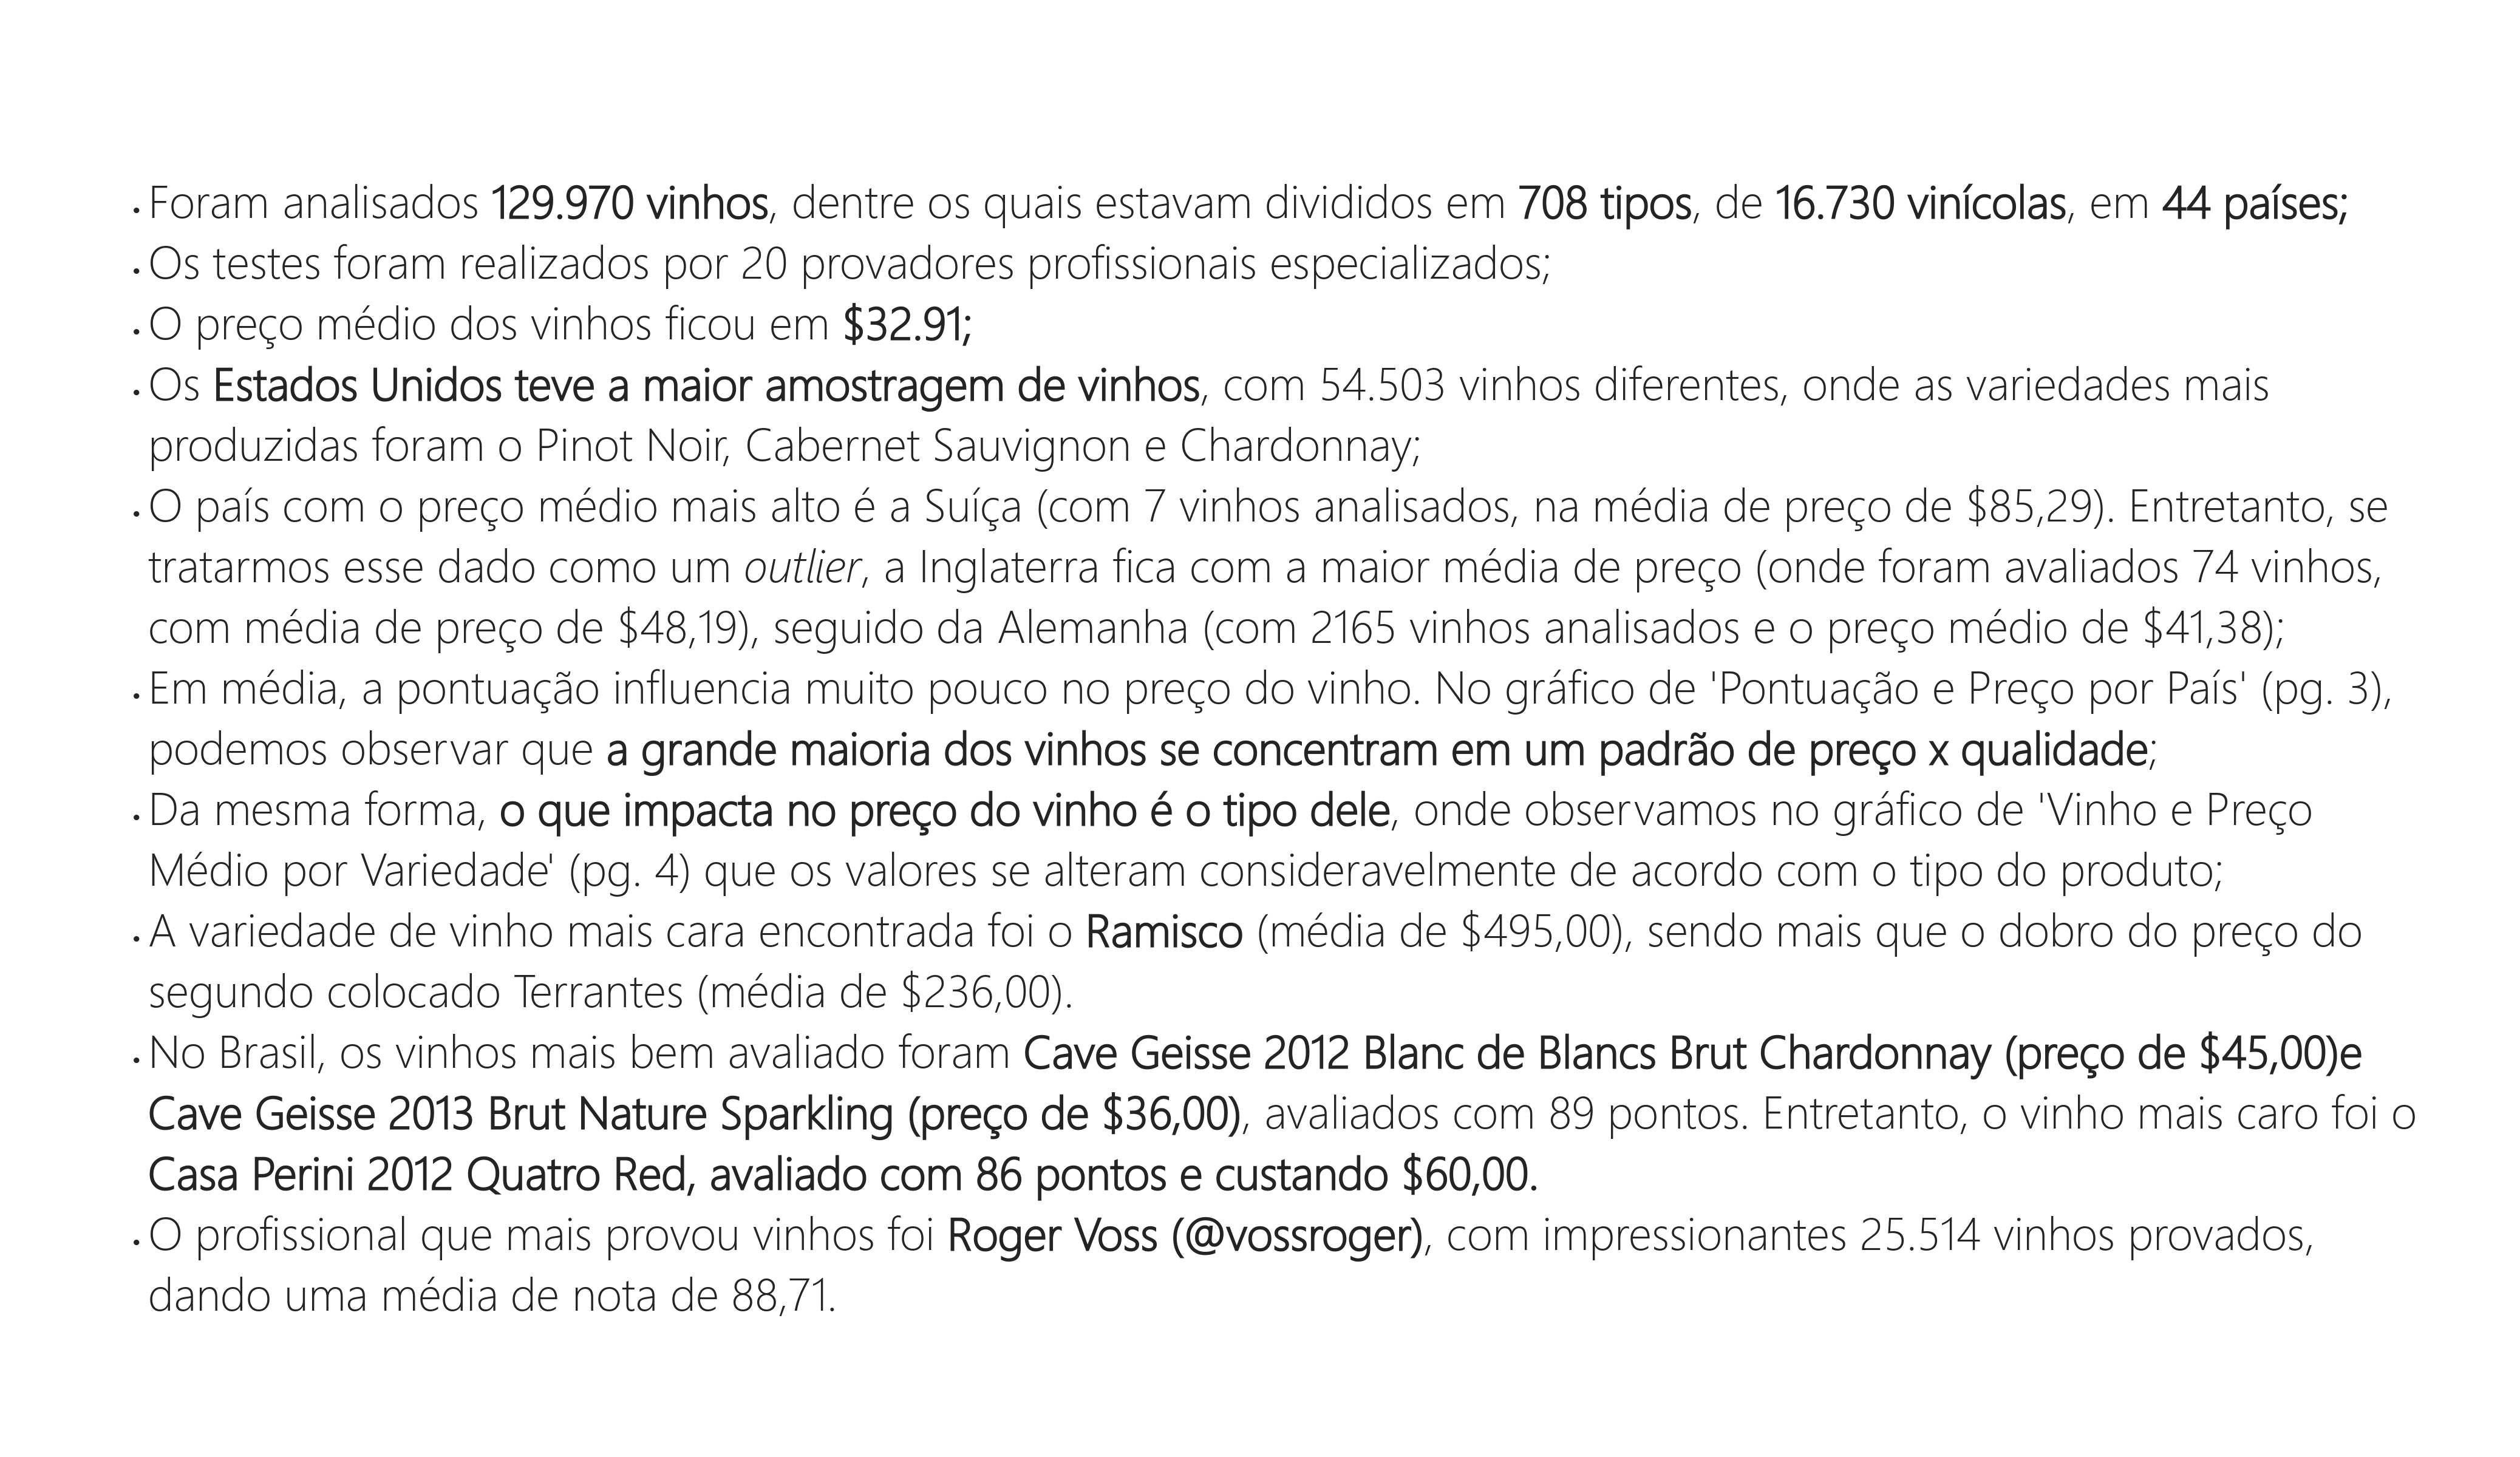 • Foram analisados 129.970 vinhos, dentre os quais estavam divididos em 708 tipos, de 16.730 vinícolas, em 44 países;
• Os testes foram realizados por 20 provadores profissionais especializados;
• O preço médio dos vinhos ficou em $32.91;
• Os Estados Unidos teve a maior amostragem de vinhos, com 54.503 vinhos diferentes, onde as variedades mais
produzidas foram o Pinot Noir, Cabernet Sauvignon e Chardonnay;
• O país com o preço médio mais alto é a Suíça (com 7 vinhos analisados, na média de preço de $85,29). Entretanto, se
tratarmos esse dado como um outlier, a Inglaterra fica com a maior média de preço (onde foram avaliados 74 vinhos,
com média de preço de $48,19), seguido da Alemanha (com 2165 vinhos analisados e o preço médio de $41,38);
• Em média, a pontuação influencia muito pouco no preço do vinho. No gráfico de 'Pontuação e Preço por País' (pg. 3),
podemos observar que a grande maioria dos vinhos se concentram em um padrão de preço x qualidade;
• Da mesma forma, o que impacta no preço do vinho é o tipo dele, onde observamos no gráfico de 'Vinho e Preço
Médio por Variedade' (pg. 4) que os valores se alteram consideravelmente de acordo com o tipo do produto;
• A variedade de vinho mais cara encontrada foi o Ramisco (média de $495,00), sendo mais que o dobro do preço do
segundo colocado Terrantes (média de $236,00).
• No Brasil, os vinhos mais bem avaliado foram Cave Geisse 2012 Blanc de Blancs Brut Chardonnay (preço de $45,00)e
Cave Geisse 2013 Brut Nature Sparkling (preço de $36,00), avaliados com 89 pontos. Entretanto, o vinho mais caro foi o
Casa Perini 2012 Quatro Red, avaliado com 86 pontos e custando $60,00.
• O profissional que mais provou vinhos foi Roger Voss (@vossroger), com impressionantes 25.514 vinhos provados,
dando uma média de nota de 88,71.